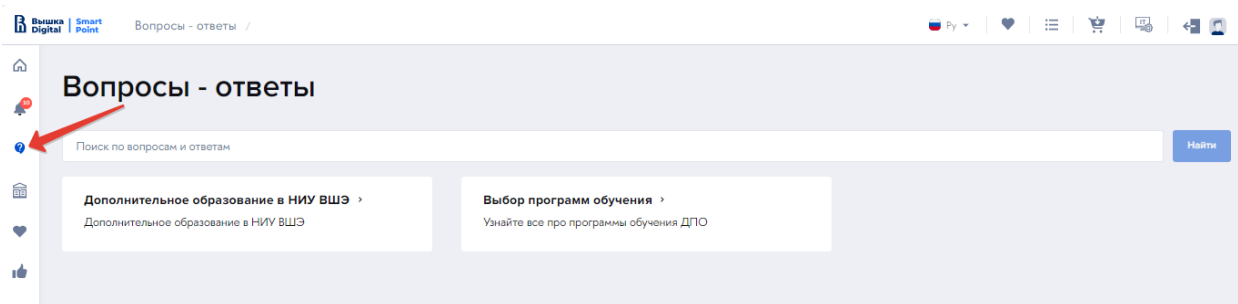 Вышка | Smart
Digital | Point
Вопросы - ответы /
Ру
Вопросы - ответы
Поиск по вопросам и ответам
Найти
Дополнительное образование в НИУ ВШЭ ›
Дополнительное образование в НИУ ВШЭ
Выбор программ обучения ›
Узнайте все про программы обучения ДПО